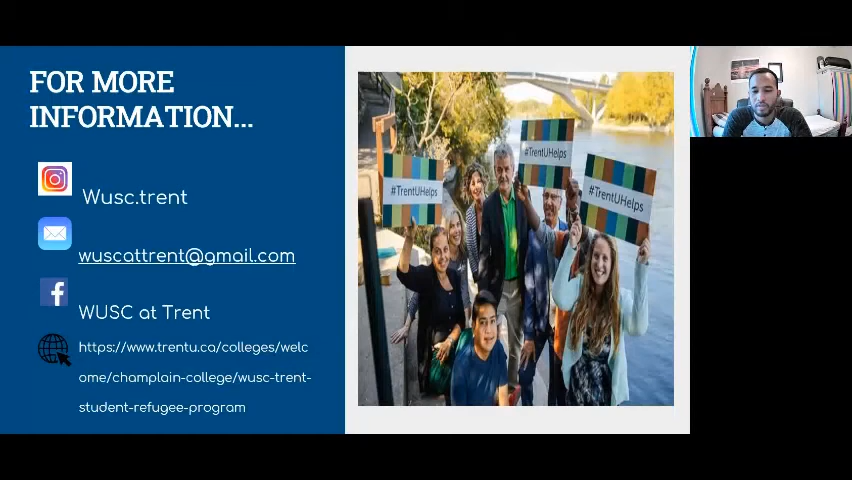 FOR MORE
INFORMATION...
Wusc.trent
wuscattrent@gmail.com
WUSC at Trent
https://www.trentu.ca/colleges/welc
ome/champlain-college/wusc-trent-
student-refugee-program
#TrentUHelps
#TrentUHelps
#TrentUHelps